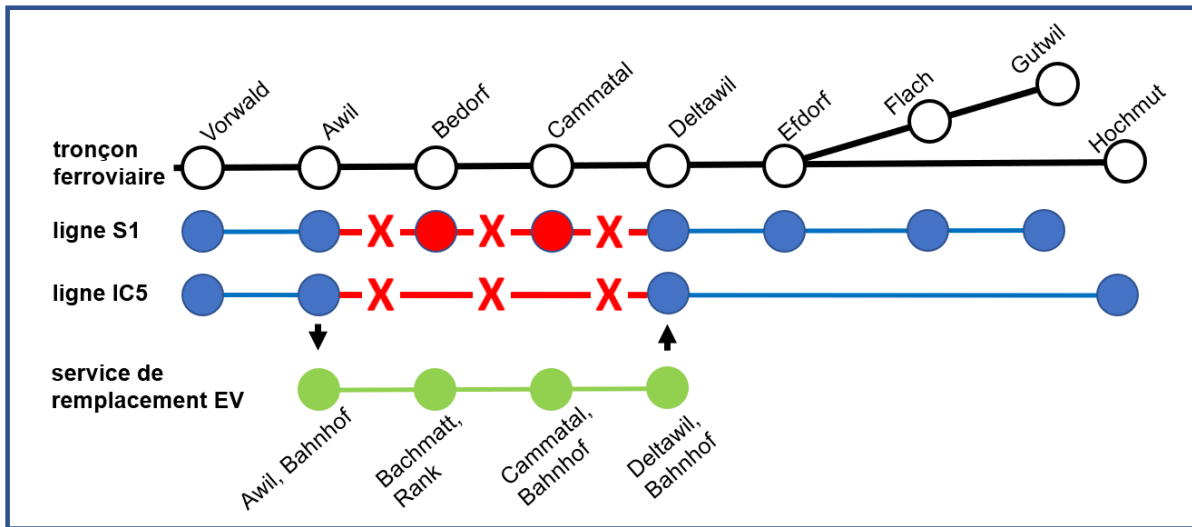 Vorwald
Awil
Bedorf
Cammatal
Deltawil
Efdorf
Flach
Gutwil
Hochmut
tronçon
ferroviaire
ligne S1
X X X
ligne IC5
X X X
service de
remplacement EV
Awil, Bahnhof
Bachmatt,
Rank
Cammatal,
Bahnhof
Deltawil,
Bahnhof